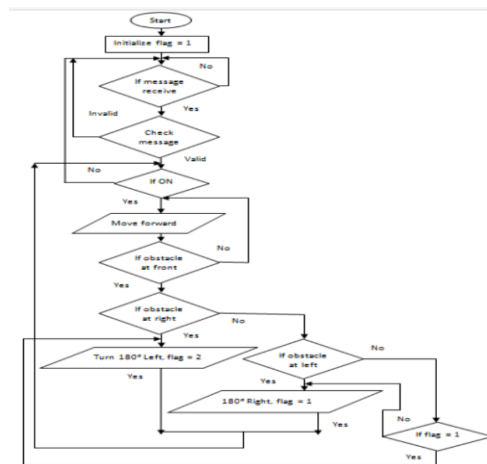 Start
Initialize flag = 1
No
If message
receive
Yes
Invalid
Check
message
Valid
No
If ON
Yes
Move forward
No
If obstacle
at front
Yes
If obstacle
at right
No
Yes
Turn 180° Left, flag = 2
No
If obstacle
at left
Yes
Yes
180° Right, flag = 1
No
Yes
If flag = 1
Yes